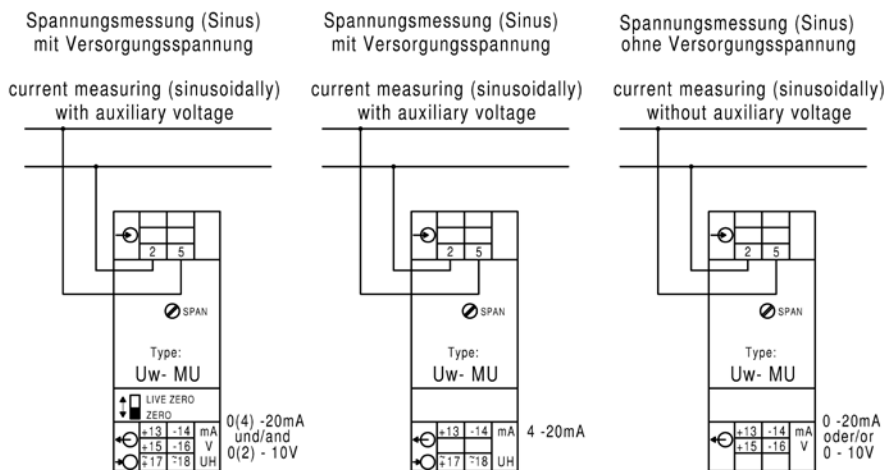 Spannungsmessung (Sinus)
mit Versorgungsspannung
current measuring (sinusoidally)
with auxiliary voltage
2 5
SPAN
Type:
Uw- MU
LIVE ZERO
ZERO
+13 -14 mA
+15 -16 V
~+17 ~-18 UH
0(4) -20mA
und/and
0(2) - 10V
Spannungsmessung (Sinus)
mit Versorgungsspannung
current measuring (sinusoidally)
with auxiliary voltage
2 5
SPAN
Type:
Uw- MU
+13 -14 mA
~+17 ~-18 UH
4 -20mA
Spannungsmessung (Sinus)
ohne Versorgungsspannung
current measuring (sinusoidally)
without auxiliary voltage
2 5
SPAN
Type:
Uw- MU
+13 -14 mA
+15 -16 V
0 -20mA
oder/or
0 - 10V